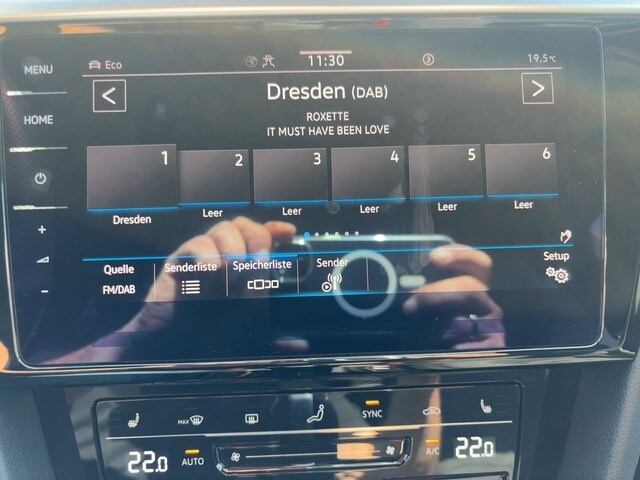 MENU
HOME
Eco 11:30 19.5°C
< Dresden (DAB) >
ROXETTE
IT MUST HAVE BEEN LOVE
1 2 3 4 5 6
Dresden Leer Leer Leer Leer Leer
+
-
Quelle Senderliste Speicherliste Sender Setup
FM/DAB
MAX SYNC
22.0 AUTO A/C 22.0